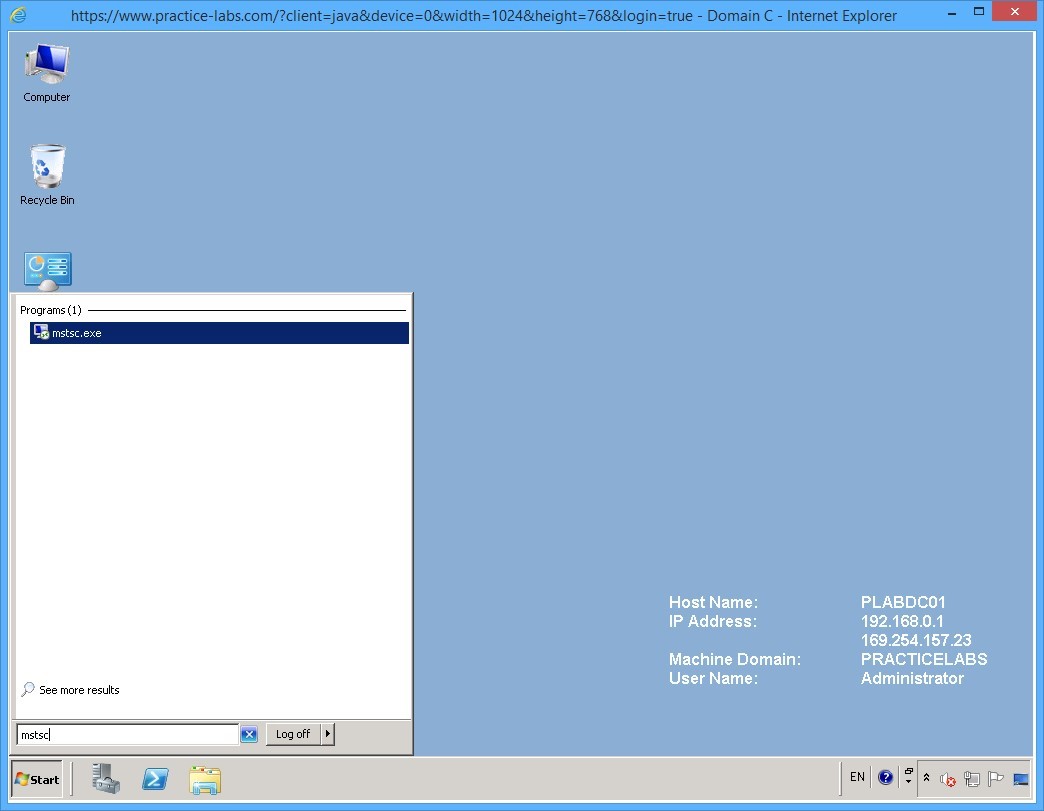 https://www.practice-labs.com/?client=java&device=0&width=1024&height=768&login=true - Domain C - Internet Explorer
Computer
Recycle Bin
Programs (1)
mstsc.exe
Host Name: PLABDC01
IP Address: 192.168.0.1
169.254.157.23
Machine Domain: PRACTICELABS
User Name: Administrator
See more results
mstsc
Log off
Start
EN